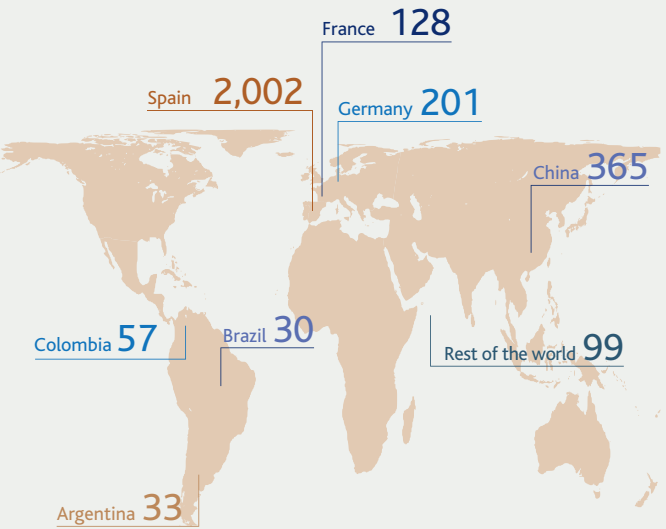 France 128
Spain 2,002
Germany 201
China 365
Colombia 57
Brazil 30
Rest of the world 99
Argentina 33